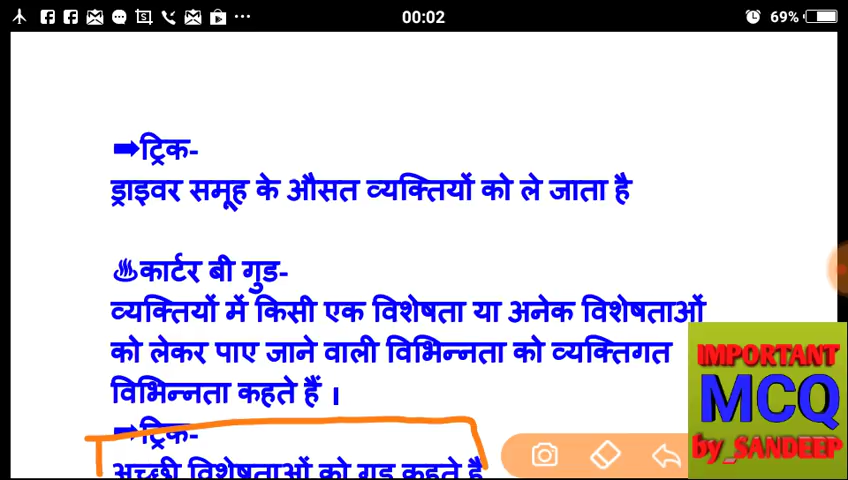 00:02
69%
➡ट्रिक-
ड्राइवर समूह के औसत व्यक्तियों को ले जाता है
♨कार्टर बी गुड-
व्यक्तियों में किसी एक विशेषता या अनेक विशेषताओं
को लेकर पाए जाने वाली विभिन्नता को व्यक्तिगत
विभिन्नता कहते हैं ।
➡ट्रिक-
अच्छी विशेषताओं को गुड कहते है
IMPORTANT
MCQ
by_SANDEEP